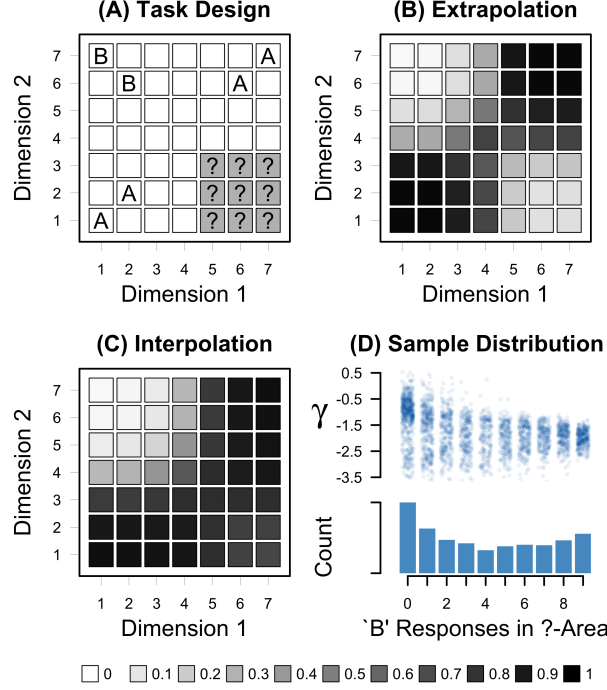 (A) Task Design
(B) Extrapolation
Dimension 2
7
6
5
4
3
2
1
B
A
B
A
? ? ?
A
? ? ?
A
? ? ?
1 2 3 4 5 6 7
Dimension 1
Dimension 2
7
6
5
4
3
2
1
1 2 3 4 5 6 7
Dimension 1
(C) Interpolation
(D) Sample Distribution
Dimension 2
7
6
5
4
3
2
1
1 2 3 4 5 6 7
Dimension 1
γ
0.5
-0.5
-1.5
-2.5
-3.5
Count
0 2 4 6 8
`B' Responses in ?-Area
0 0.1 0.2 0.3 0.4 0.5 0.6 0.7 0.8 0.9 1